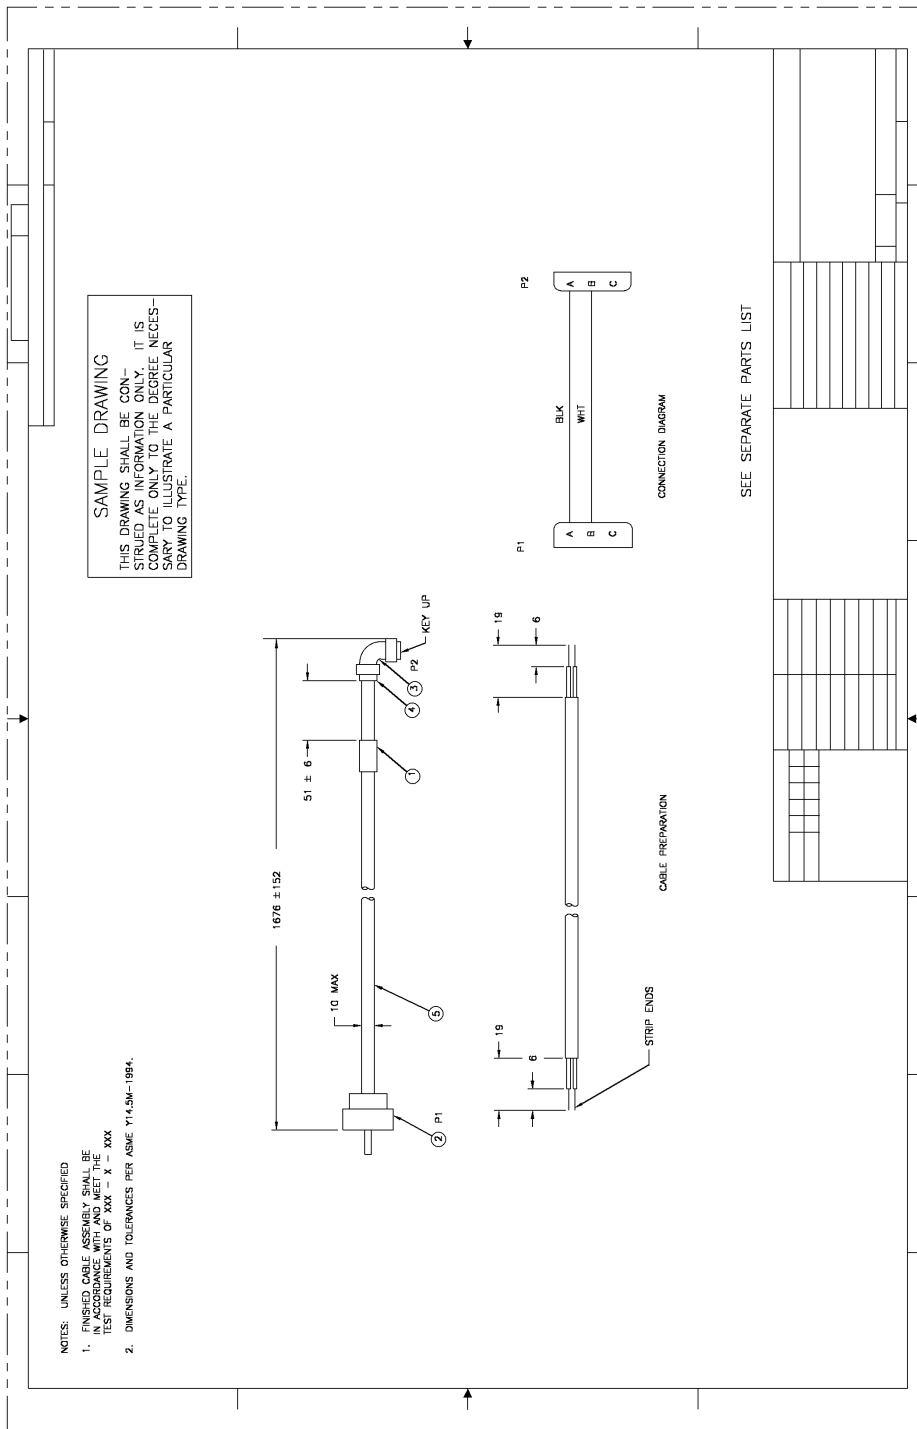 NOTES:  UNLESS OTHERWISE SPECIFIED
1.  FINISHED CABLE ASSEMBLY SHALL BE
IN ACCORDANCE WITH AND MEET THE
TEST REQUIREMENTS OF XXX – X – XXX
2.  DIMENSIONS AND TOLERANCES PER ASME Y14.5M–1994.
SAMPLE DRAWING
THIS DRAWING SHALL BE CON–
STRUED AS INFORMATION ONLY.  IT IS
COMPLETE ONLY TO THE DEGREE NECES–
SARY TO ILLUSTRATE A PARTICULAR
DRAWING TYPE.
1676 ±152
51 ± 6
10 MAX
KEY UP
2
P1
5
1
4
3
P2
19
6
19
6
STRIP ENDS
CABLE PREPARATION
P1
P2
A
B
C
BLK
WHT
A
B
C
CONNECTION DIAGRAM
SEE SEPARATE PARTS LIST